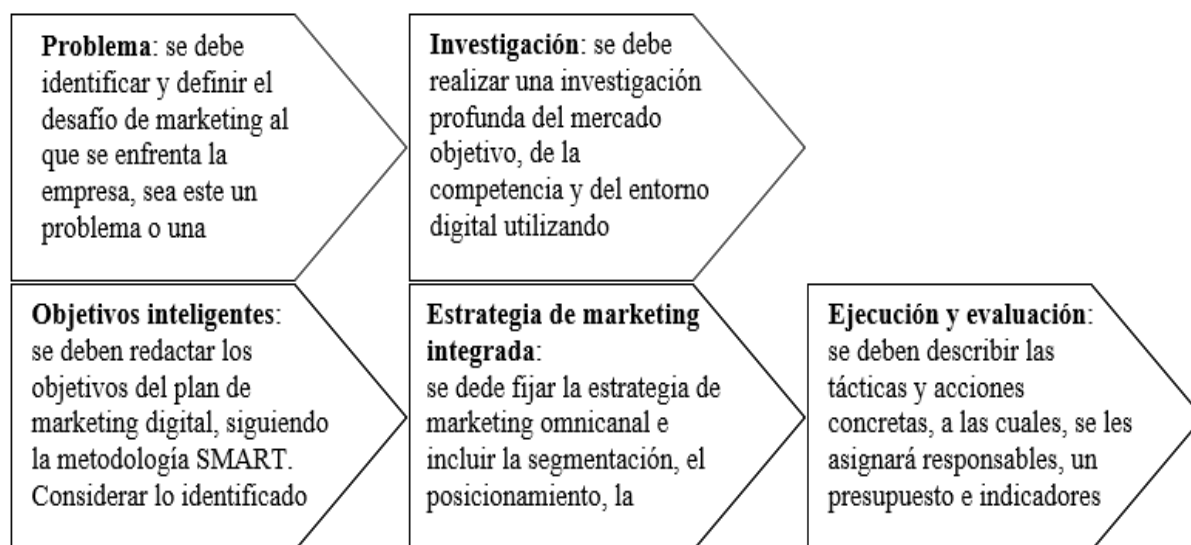 Problema: se debe
identificar y definir el
desafío de marketing al
que se enfrenta la
empresa, sea este un
problema o una
Investigación: se debe
realizar una investigación
profunda del mercado
objetivo, de la
competencia y del entorno
digital utilizando
Objetivos inteligentes:
se deben redactar los
objetivos del plan de
marketing digital, siguiendo
la metodología SMART.
Considerar lo identificado
Estrategia de marketing
integrada:
se dede fijar la estrategia de
marketing omnicanal e
incluir la segmentación, el
posicionamiento, la
Ejecución y evaluación:
se deben describir las
tácticas y acciones
concretas, a las cuales, se les
asignará responsables, un
presupuesto e indicadores